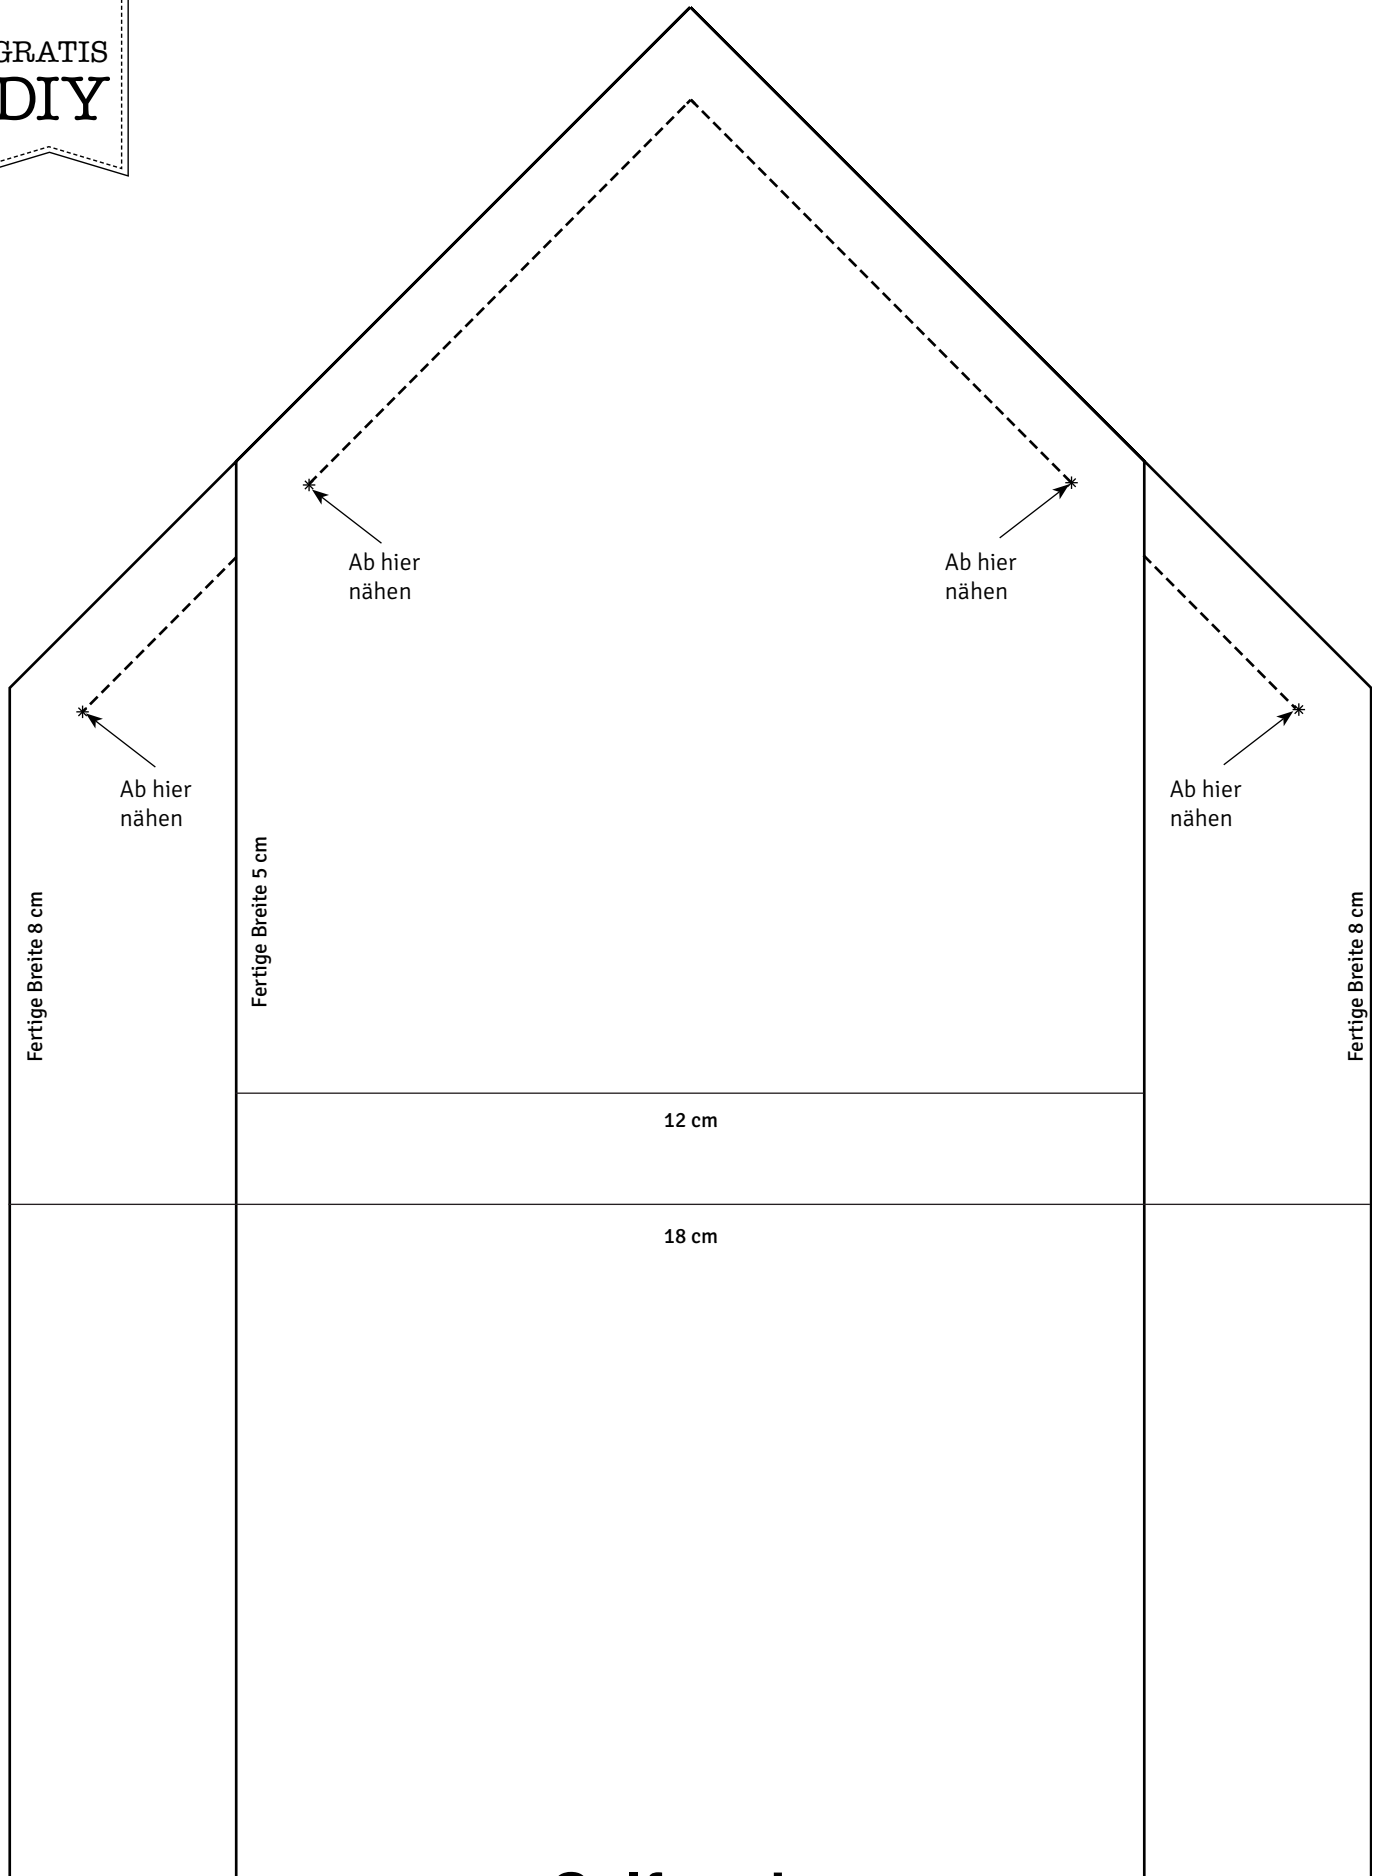 GRATIS
DIY
Ab hier
nähen
Ab hier
nähen
Ab hier
nähen
Ab hier
nähen
Fertige Breite 8 cm
Fertige Breite 5 cm
Fertige Breite 8 cm
12 cm
18 cm